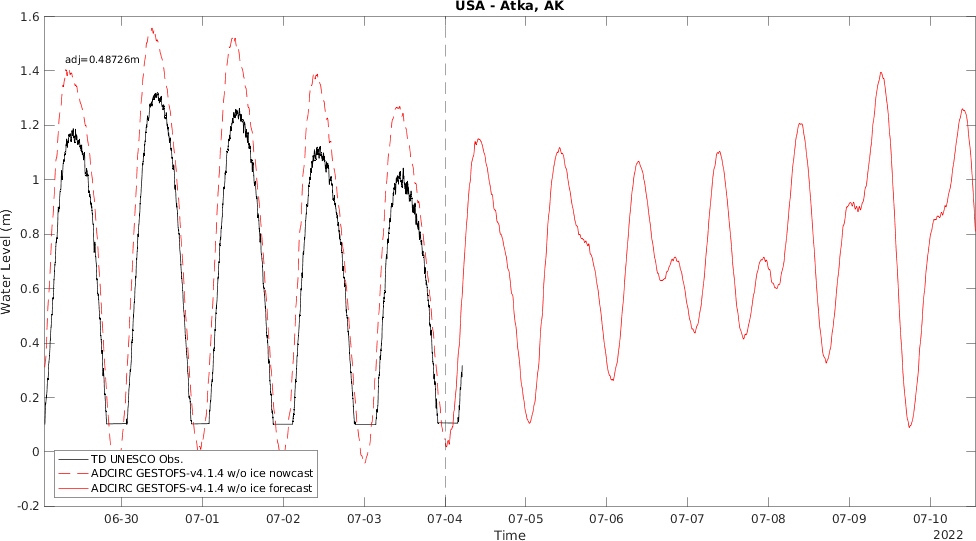 USA - Atka, AK
1.6
1.4
1.2
1
0.8
0.6
0.4
0.2
0
-0.2
Water Level (m)
adj=0.48726m
TD UNESCO Obs.
ADCIRC GESTOFS-v4.1.4 w/o ice nowcast
ADCIRC GESTOFS-v4.1.4 w/o ice forecast
06-30 07-01 07-02 07-03 07-04 07-05 07-06 07-07 07-08 07-09 07-10
Time
2022